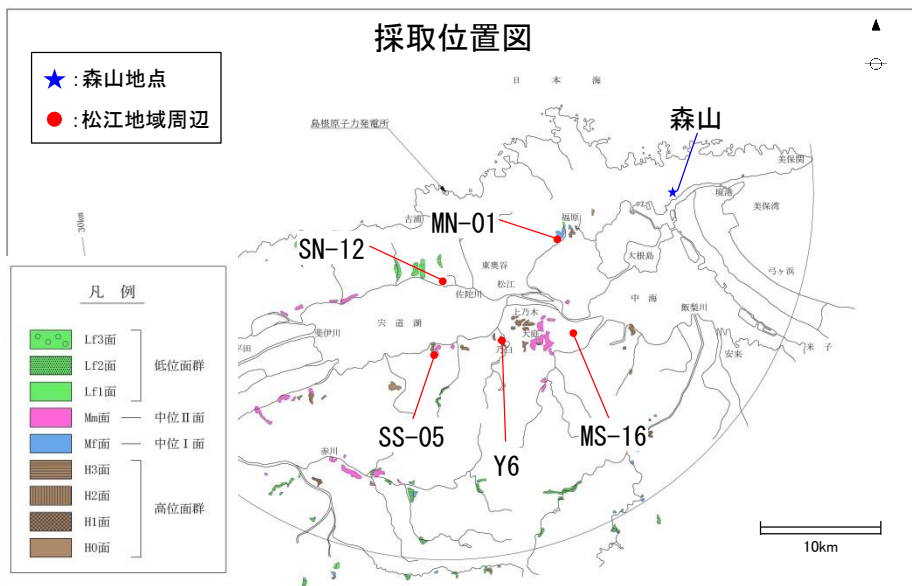 採取位置図
★:森山地点
●:松江地域周辺
日本海
島根原子力発電所
森山
美保関
境港
美保湾
30km
古浦
MN-01
福原
SN-12
東奥谷
大根島
弓ヶ浜
松江
佐陀川
中海
飯梨川
凡例
宍道湖
上乃木
斐伊川
大庭
米子
乃白
安来
Lf3面
Lf2面
低位面群
Lf1面
Mm面
中位Ⅱ面
SS-05
Y6
MS-16
Mf面
中位Ⅰ面
赤川
H3面
H2面
高位面群
H1面
H0面
10km